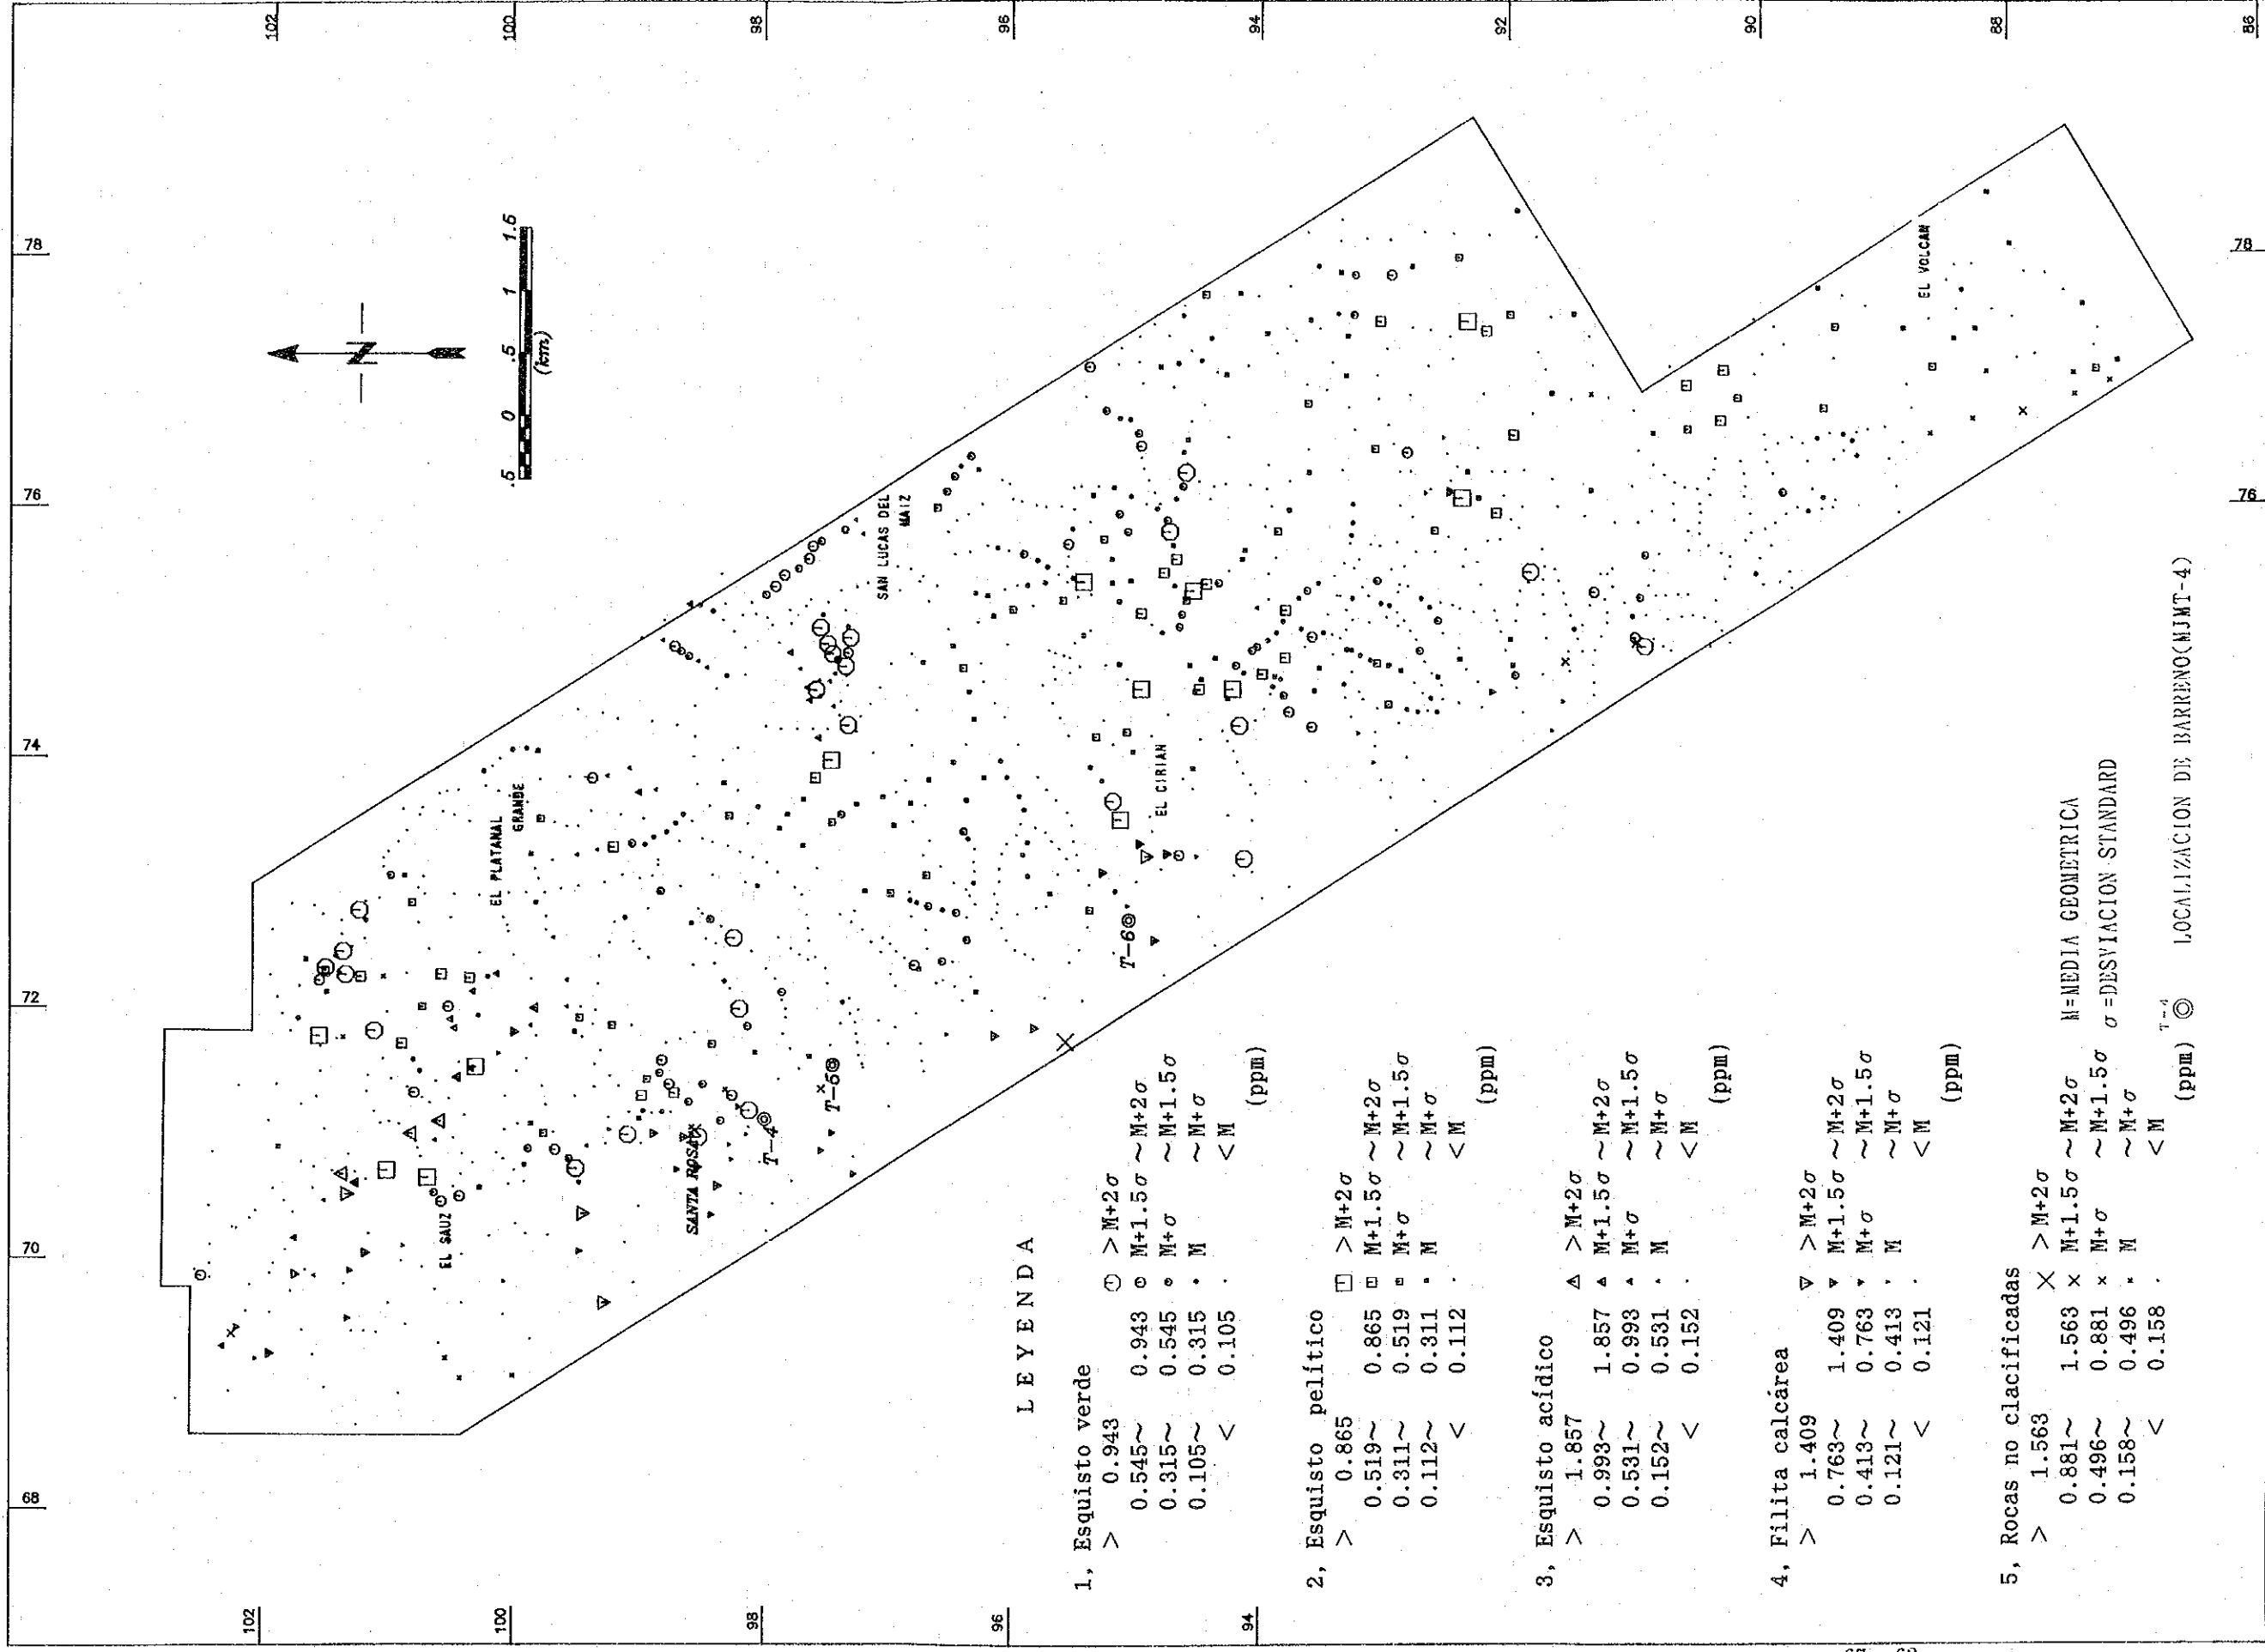 102
100
98
96
94
92
90
88
86
78
76
74
72
70
68
102
100
98
96
94
78
76
N
.5 0 .5 1 1.5
(km)
EL PLATANAL
GRANDE
SAN LUCAS DEL
MAIZ
EL SAUZ
SANTA ROSA
T-4
T-6
T-6
EL CIRIAN
EL VOLCAN
LEYENDA
1, Esquisto verde
> 0.943 > M+2σ
0.545~ 0.943 M+1.5σ ~M+2σ
0.315~ 0.545 M+σ ~M+1.5σ
0.105~ 0.315 M ~M+σ
< 0.105 < M
(ppm)
2, Esquisto pelítico
> 0.865 > M+2σ
0.519~ 0.865 M+1.5σ ~M+2σ
0.311~ 0.519 M+σ ~M+1.5σ
0.112~ 0.311 M ~M+σ
< 0.112 < M
(ppm)
3, Esquisto acídico
> 1.857 > M+2σ
0.993~ 1.857 M+1.5σ ~M+2σ
0.531~ 0.993 M+σ ~M+1.5σ
0.152~ 0.531 M ~M+σ
< 0.152 < M
(ppm)
4, Filita calcárea
> 1.409 > M+2σ
0.763~ 1.409 M+1.5σ ~M+2σ
0.413~ 0.763 M+σ ~M+1.5σ
0.121~ 0.413 M ~M+σ
< 0.121 < M
(ppm)
5, Rocas no clacificadas
> 1.563 > M+2σ
0.881~ 1.563 M+1.5σ ~M+2σ
0.496~ 0.881 M+σ ~M+1.5σ
0.158~ 0.496 M ~M+σ
< 0.158 < M
(ppm)
M=MEDIA GEOMETRICA
σ=DESVIACION STANDARD
T-4
LOCALIZACION DE BARRENO(MJMT-4)